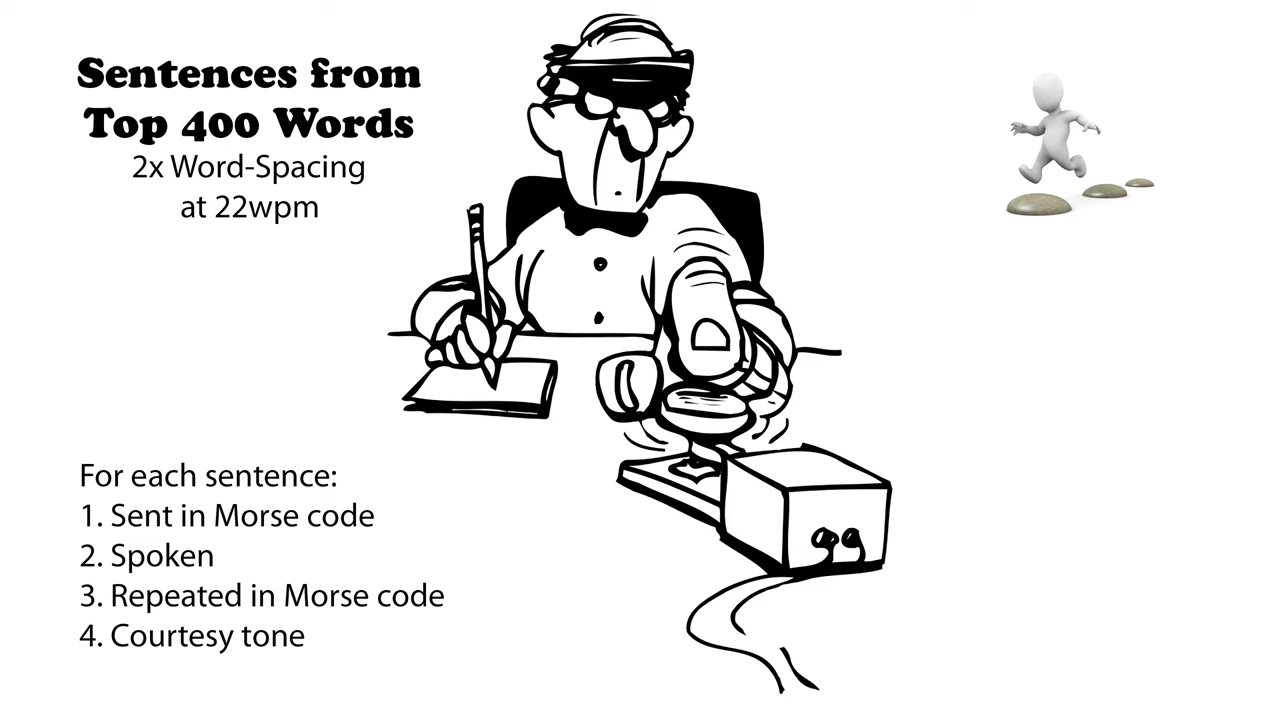 Sentences from
Top 400 Words
2x Word-Spacing
at 22wpm
For each sentence:
1. Sent in Morse code
2. Spoken
3. Repeated in Morse code
4. Courtesy tone